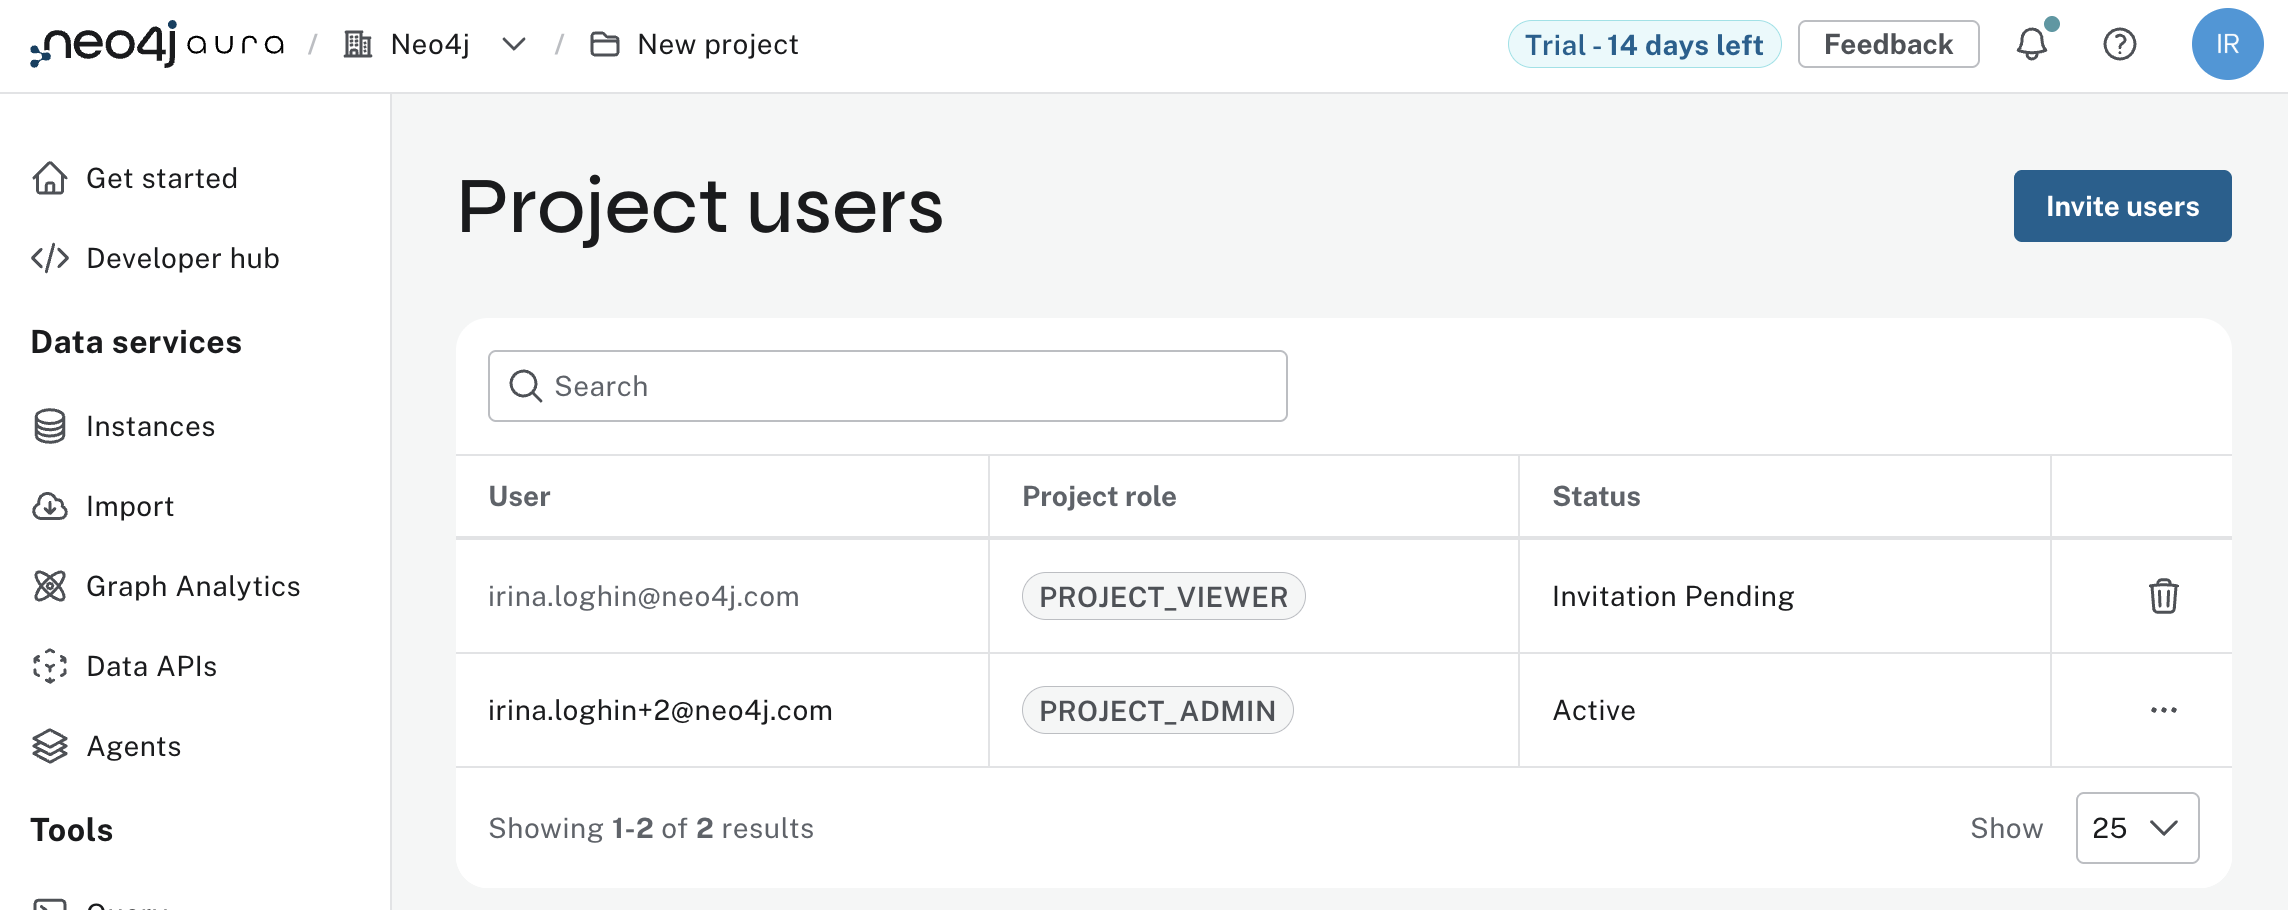 neo4j aura / Neo4j / New project Trial - 14 days left Feedback IR
Get started
Developer hub
Data services
Instances
Import
Graph Analytics
Data APIs
Agents
Tools
Project users
Invite users
Search
User Project role Status
irina.loghin@neo4j.com PROJECT_VIEWER Invitation Pending
irina.loghin+2@neo4j.com PROJECT_ADMIN Active
Showing 1-2 of 2 results Show 25